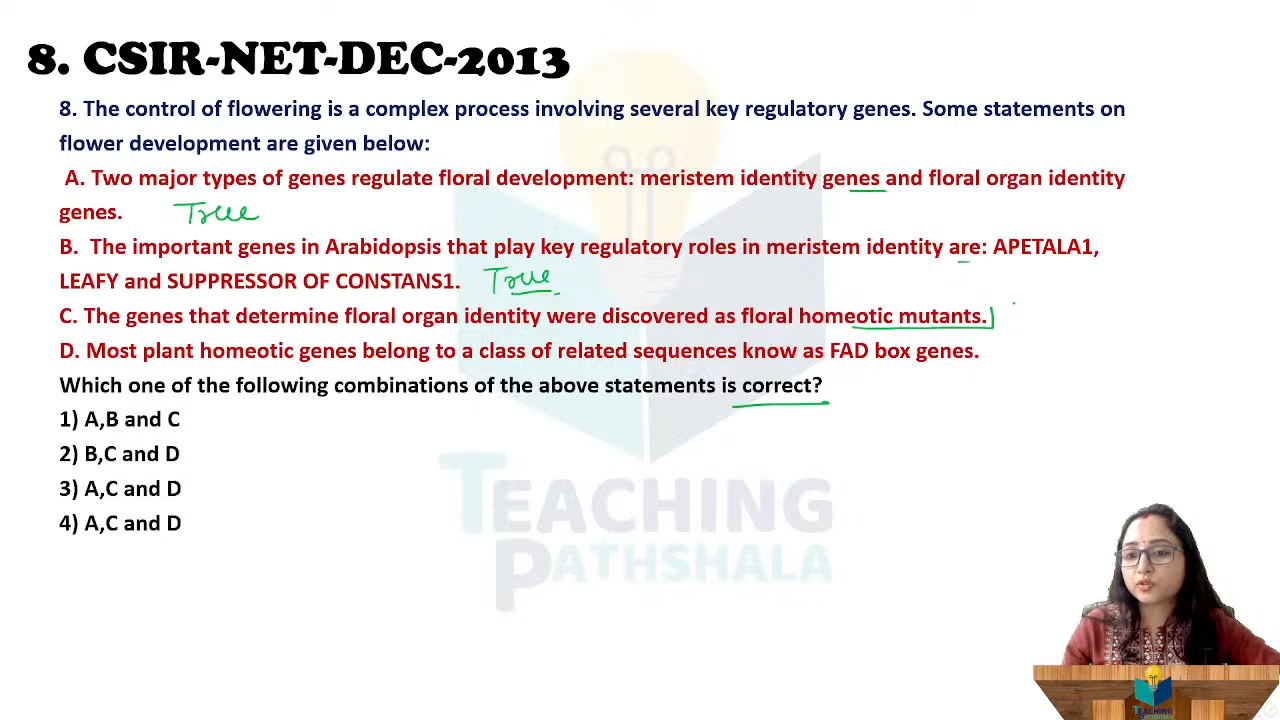 8. CSIR-NET-DEC-2013
8. The control of flowering is a complex process involving several key regulatory genes. Some statements on
flower development are given below:
A. Two major types of genes regulate floral development: meristem identity genes and floral organ identity
genes. True
B. The important genes in Arabidopsis that play key regulatory roles in meristem identity are: APETALA1,
LEAFY and SUPPRESSOR OF CONSTANS1. True
C. The genes that determine floral organ identity were discovered as floral homeotic mutants.
D. Most plant homeotic genes belong to a class of related sequences know as FAD box genes.
Which one of the following combinations of the above statements is correct?
1) A,B and C
2) B,C and D
3) A,C and D
4) A,C and D
TEACHING
PATHSHALA
TEACHING
PATHSHALA